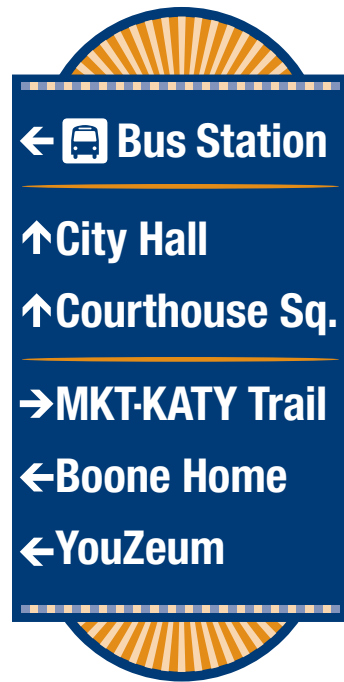 Bus Station
City Hall
Courthouse Sq.
MKT-KATY Trail
Boone Home
YouZeum